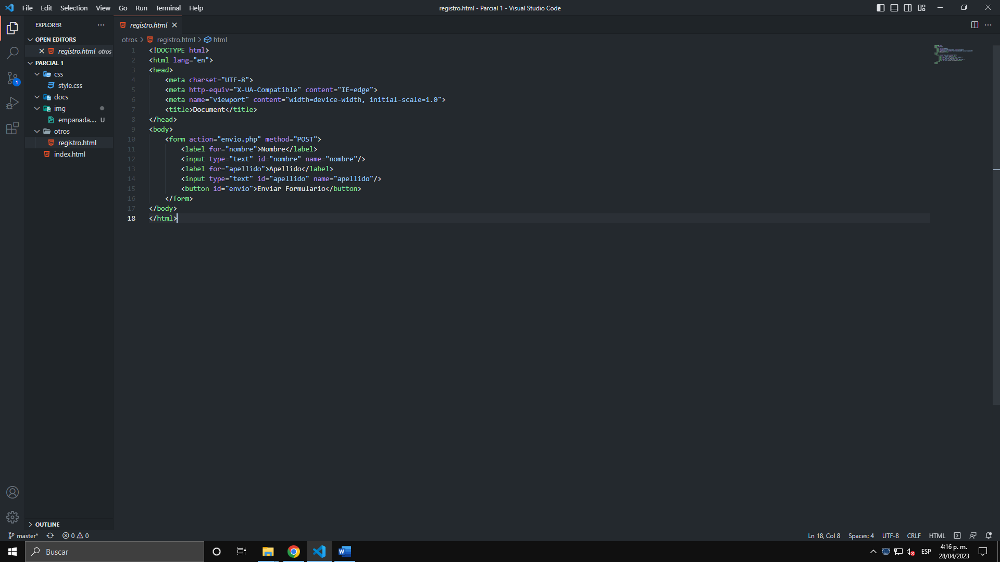 File Edit Selection View Go Run Terminal Help
registro.html - Parcial 1 - Visual Studio Code
EXPLORER
OPEN EDITORS
registro.html otros
PARCIAL 1
css
style.css
docs
img
empanada.... U
otros
registro.html
index.html
OUTLINE
registro.html
otros > registro.html > html
1 <!DOCTYPE html>
2 <html lang="en">
3 <head>
4     <meta charset="UTF-8">
5     <meta http-equiv="X-UA-Compatible" content="IE=edge">
6     <meta name="viewport" content="width=device-width, initial-scale=1.0">
7     <title>Document</title>
8 </head>
9 <body>
10     <form action="envio.php" method="POST">
11         <label for="nombre">Nombre</label>
12         <input type="text" id="nombre" name="nombre"/>
13         <label for="apellido">Apellido</label>
14         <input type="text" id="apellido" name="apellido"/>
15         <button id="envio">Enviar Formulario</button>
16     </form>
17 </body>
18 </html>
1
master* 0 0
Ln 18, Col 8 Spaces: 4 UTF-8 CRLF HTML
Buscar
ESP
4:16 p. m.
28/04/2023